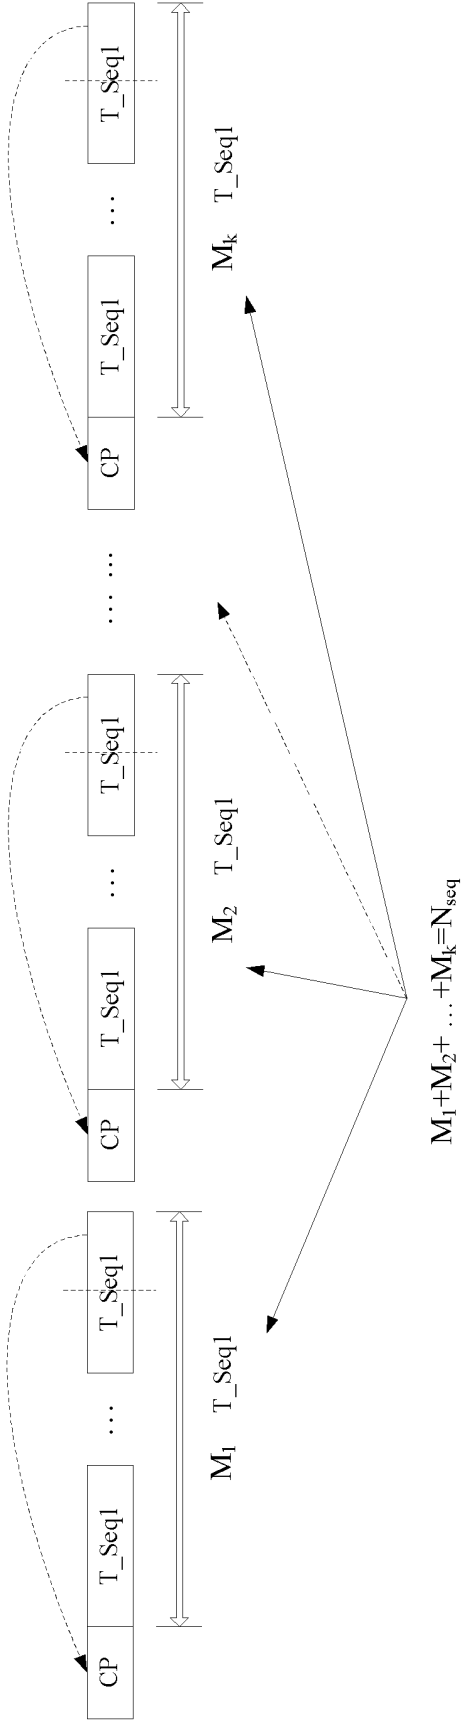 CP T_Seq1 ... T_Seq1 CP T_Seq1 ... T_Seq1 ... ... CP T_Seq1 ... T_Seq1
M1 T_Seq1 M2 T_Seq1 Mk T_Seq1
M1+M2+ ... +Mk=Nseq